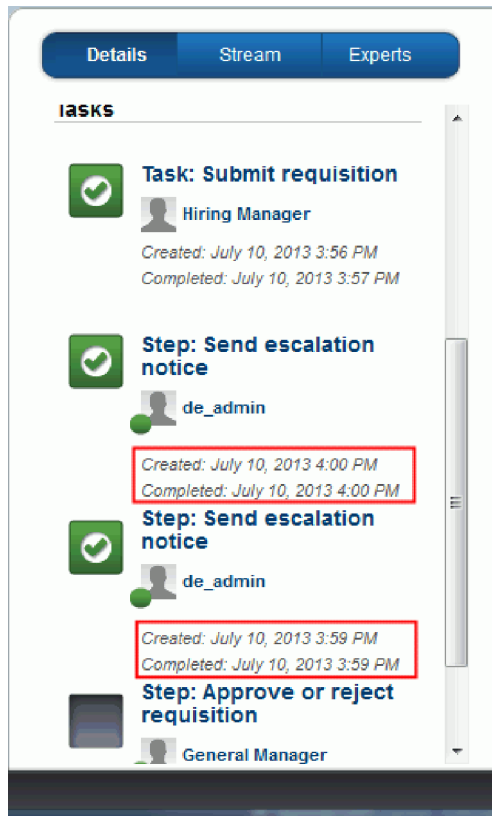 Details
Stream
Experts
Tasks
Task: Submit requisition
Hiring Manager
Created: July 10, 2013 3:56 PM
Completed: July 10, 2013 3:57 PM
Step: Send escalation
notice
de_admin
Created: July 10, 2013 4:00 PM
Completed: July 10, 2013 4:00 PM
Step: Send escalation
notice
de_admin
Created: July 10, 2013 3:59 PM
Completed: July 10, 2013 3:59 PM
Step: Approve or reject
requisition
General Manager